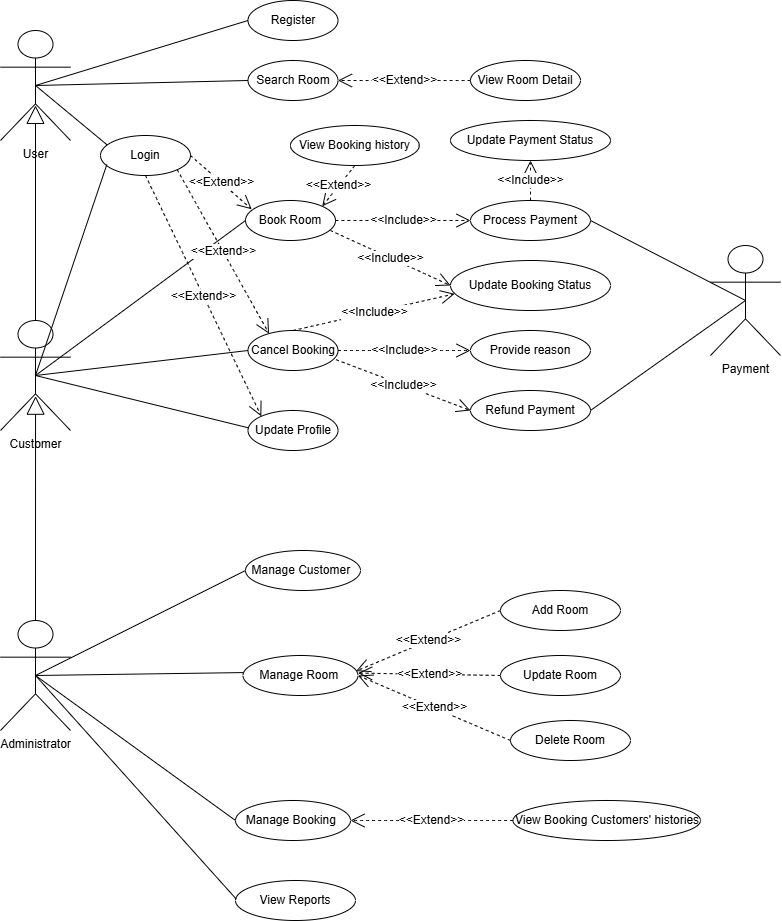 Register
Search Room
<<Extend>>
View Room Detail
User
Login
<<Extend>>
View Booking history
<<Extend>>
Update Payment Status
<<Include>>
Book Room
<<Include>>
Process Payment
<<Extend>>
<<Include>>
<<Extend>>
Update Booking Status
<<Include>>
Cancel Booking
<<Include>>
Provide reason
Payment
<<Include>>
Refund Payment
Update Profile
Customer
Manage Customer
Add Room
<<Extend>>
Manage Room
<<Extend>>
Update Room
<<Extend>>
Delete Room
Administrator
Manage Booking
<<Extend>>
View Booking Customers' histories
View Reports